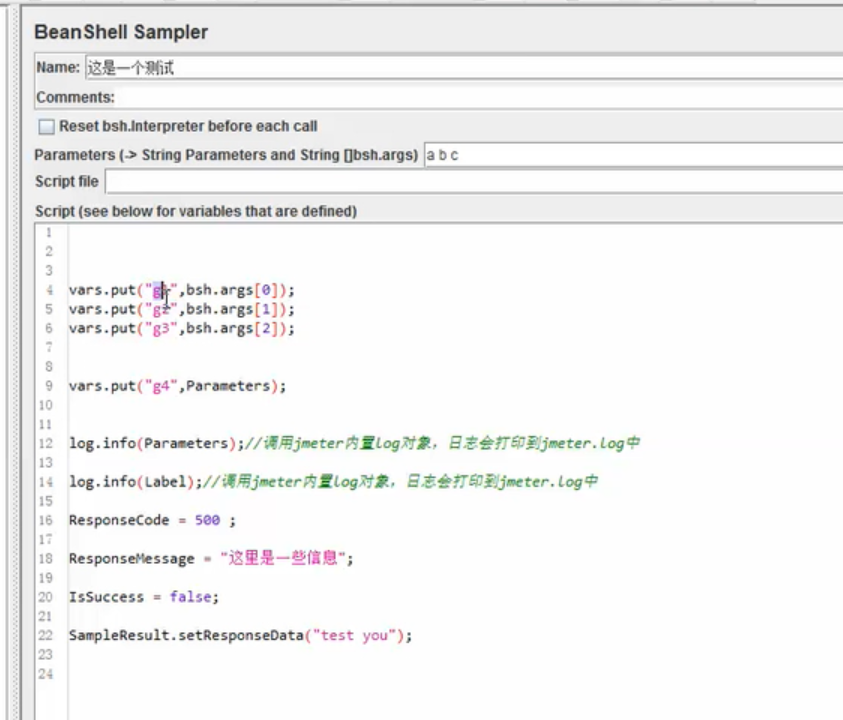 BeanShell Sampler
Name: 这是一个测试
Comments:
Reset bsh.Interpreter before each call
Parameters (-> String Parameters and String []bsh.args) a b c
Script file
Script (see below for variables that are defined)
1
2
3
4 vars.put("g1",bsh.args[0]);
5 vars.put("g2",bsh.args[1]);
6 vars.put("g3",bsh.args[2]);
7
8
9 vars.put("g4",Parameters);
10
11
12 log.info(Parameters);//调用jmeter内置log对象，日志会打印到jmeter.log中
13
14 log.info(Label);//调用jmeter内置log对象，日志会打印到jmeter.log中
15
16 ResponseCode = 500 ;
17
18 ResponseMessage = "这里是一些信息";
19
20 IsSuccess = false;
21
22 SampleResult.setResponseData("test you");
23
24